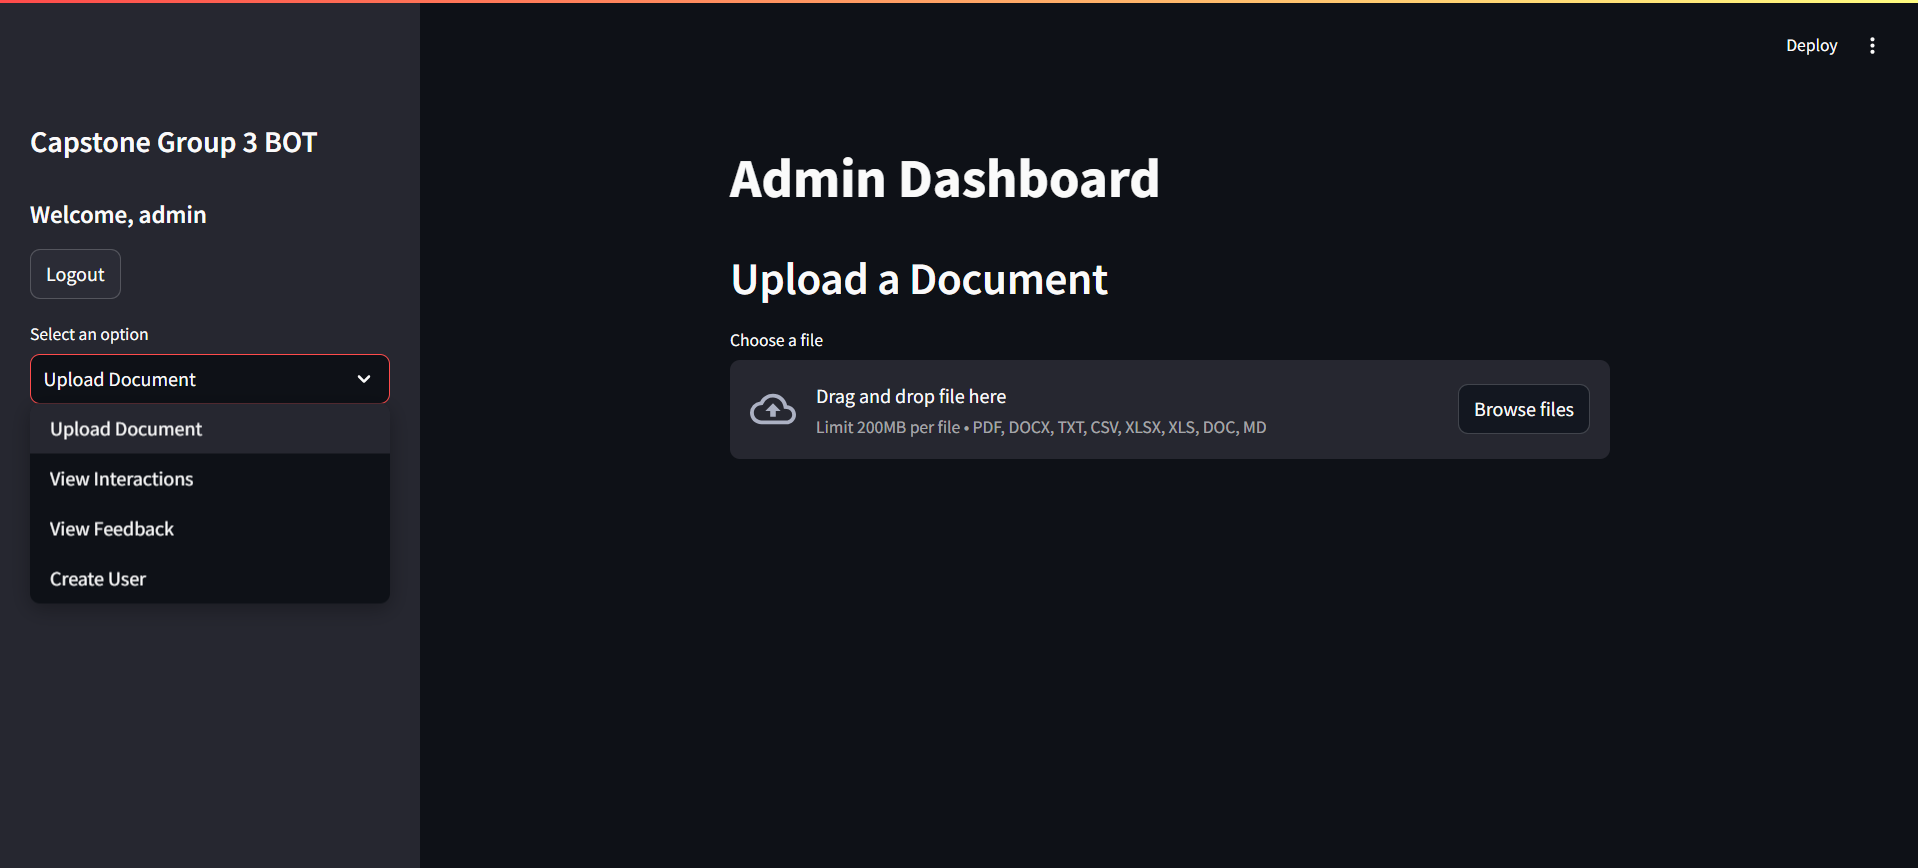 Deploy
Capstone Group 3 BOT
Welcome, admin
Logout
Select an option
Upload Document
Upload Document
View Interactions
View Feedback
Create User
Admin Dashboard
Upload a Document
Choose a file
Drag and drop file here
Limit 200MB per file • PDF, DOCX, TXT, CSV, XLSX, XLS, DOC, MD
Browse files